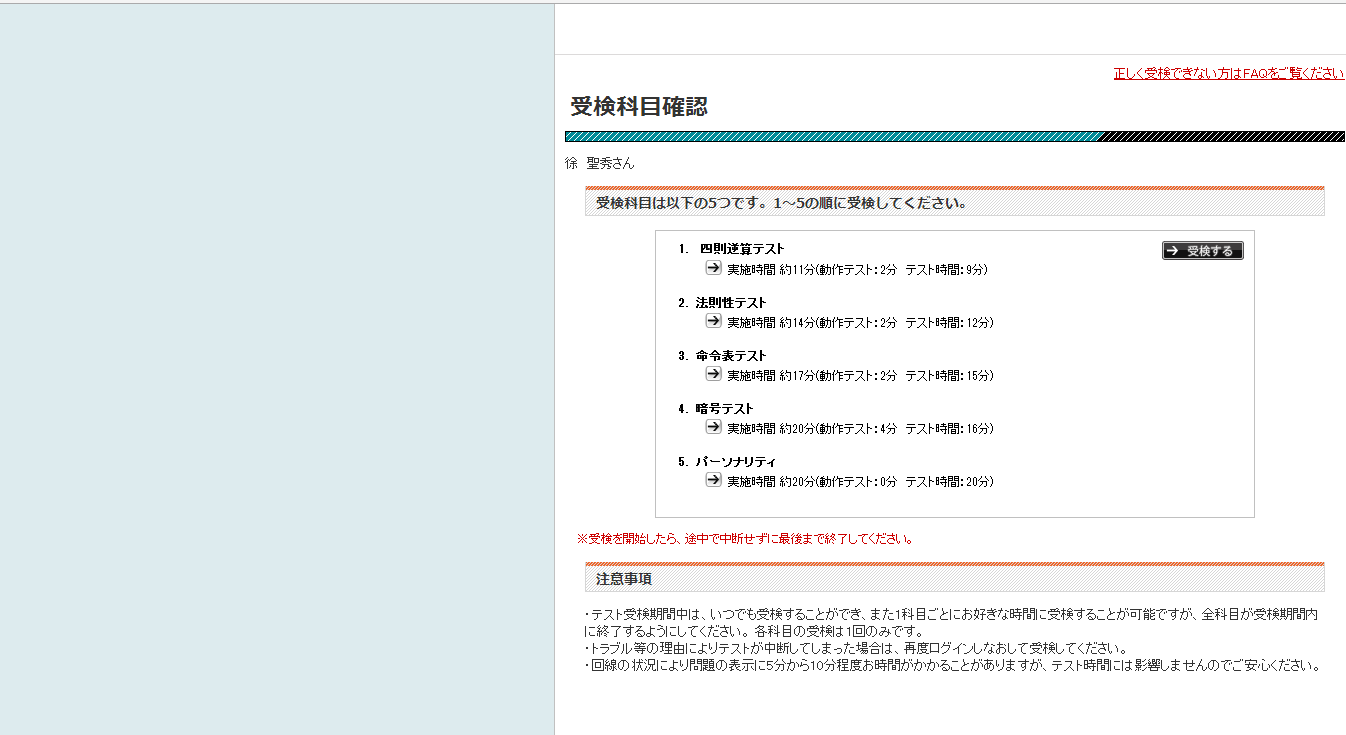 正しく受検できない方はFAQをご覧ください
受検科目確認
徐 聖秀さん
受検科目は以下の5つです。1～5の順に受検してください。
1. 四則逆算テスト
受検する
実施時間 約11分(動作テスト:2分 テスト時間:9分)
2. 法則性テスト
実施時間 約14分(動作テスト:2分 テスト時間:12分)
3. 命令表テスト
実施時間 約17分(動作テスト:2分 テスト時間:15分)
4. 暗号テスト
実施時間 約20分(動作テスト:4分 テスト時間:16分)
5. パーソナリティ
実施時間 約20分(動作テスト:0分 テスト時間:20分)
※受検を開始したら、途中で中断せずに最後まで終了してください。
注意事項
・テスト受検期間中は、いつでも受検することができ、また1科目ごとにお好きな時間に受検することが可能ですが、全科目が受検期間内
に終了するようにしてください。各科目の受検は1回のみです。
・トラブル等の理由によりテストが中断してしまった場合は、再度ログインしなおして受検してください。
・回線の状況により問題の表示に5分から10分程度お時間がかかることがありますが、テスト時間には影響しませんのでご安心ください。